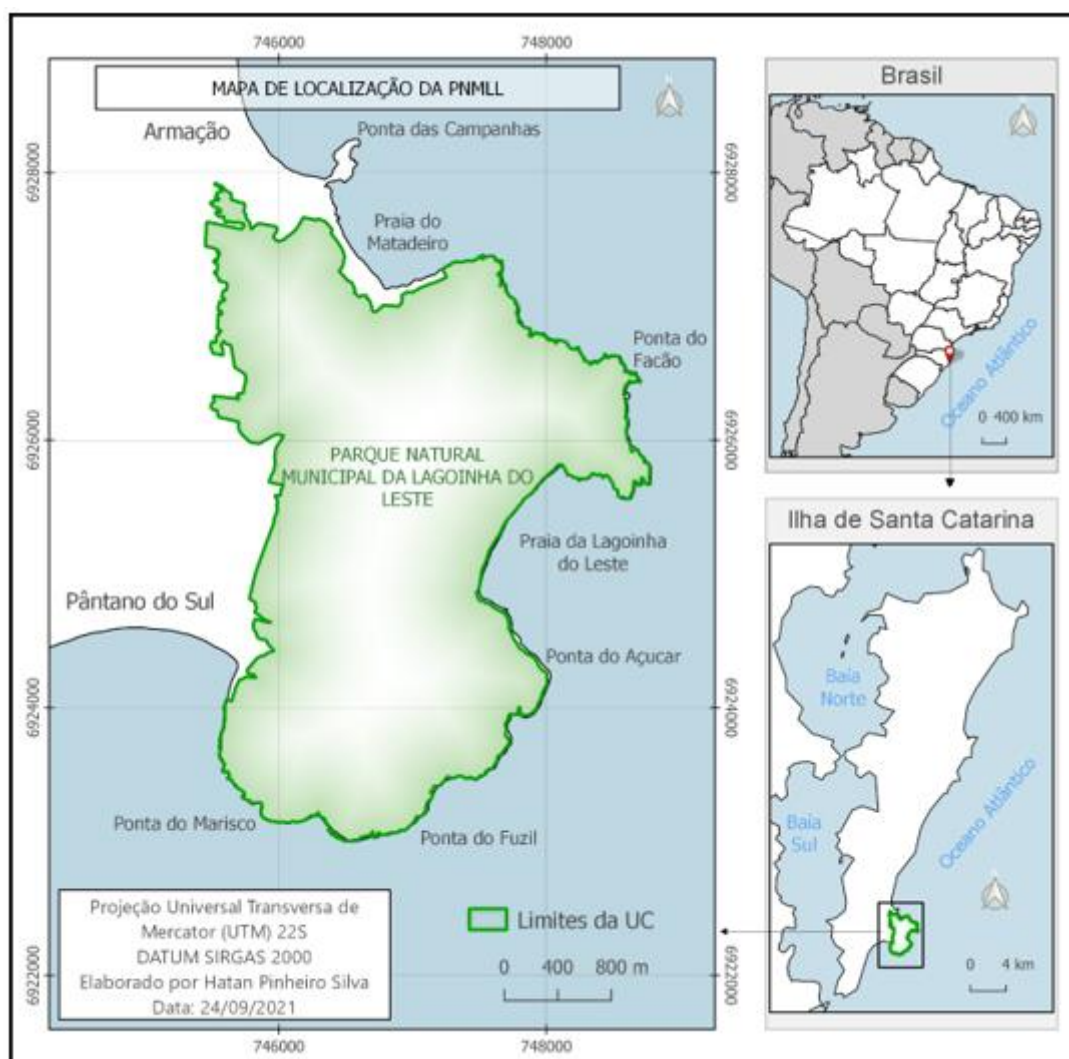 746000
748000
MAPA DE LOCALIZAÇÃO DA PNMLL
N
Armação
Ponta das Campanhas
6928000
6928000
Praia do
Matadeiro
Ponta do
Facão
6926000
6926000
PARQUE NATURAL
MUNICIPAL DA LAGOINHA DO
LESTE
Praia da Lagoinha
do Leste
Pântano do Sul
Ponta do Açucar
6924000
6924000
Ponta do Marisco
Ponta do Fuzil
Projeção Universal Transversa de
Mercator (UTM) 22S
DATUM SIRGAS 2000
Elaborado por Hatan Pinheiro Silva
Data: 24/09/2021
Limites da UC
0 400 800 m
6922000
6922000
746000
748000
Brasil
Oceano Atlântico
0 400 km
Ilha de Santa Catarina
Baía
Norte
Oceano Atlântico
Baía
Sul
0 4 km